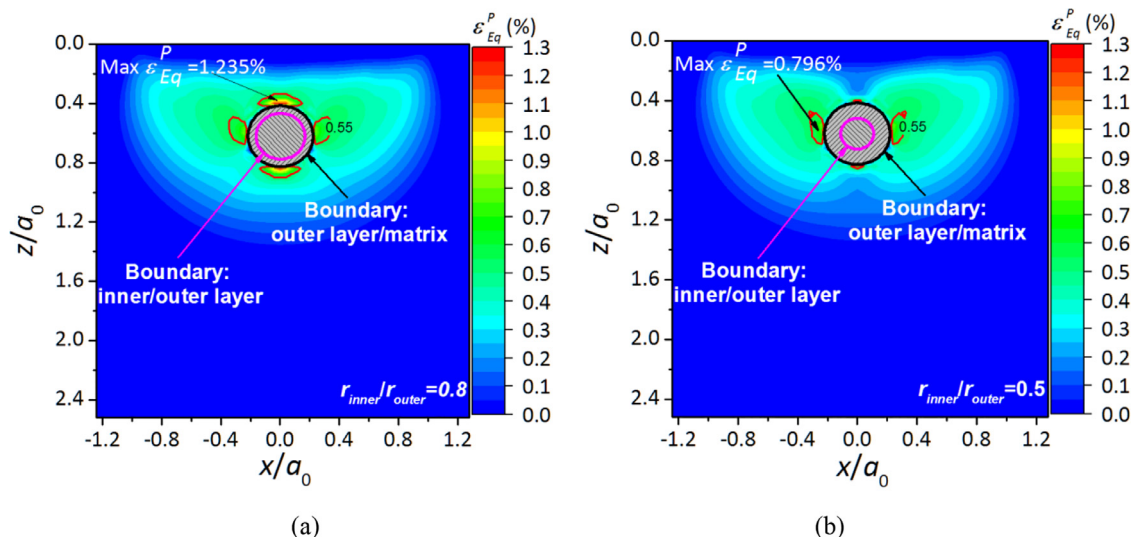 ε^P_Eq (%)
Max ε^P_Eq =1.235%
0.55
Boundary:
outer layer/matrix
Boundary:
inner/outer layer
r_inner/r_outer=0.8
0.0
0.4
0.8
1.2
1.6
2.0
2.4
z/a_0
-1.2 -0.8 -0.4 0.0 0.4 0.8 1.2
x/a_0
1.3
1.2
1.1
1.0
0.9
0.8
0.7
0.6
0.5
0.4
0.3
0.2
0.1
0.0
(a)
ε^P_Eq (%)
Max ε^P_Eq =0.796%
0.55
Boundary:
outer layer/matrix
Boundary:
inner/outer layer
r_inner/r_outer=0.5
0.0
0.4
0.8
1.2
1.6
2.0
2.4
z/a_0
-1.2 -0.8 -0.4 0.0 0.4 0.8 1.2
x/a_0
1.3
1.2
1.1
1.0
0.9
0.8
0.7
0.6
0.5
0.4
0.3
0.2
0.1
0.0
(b)